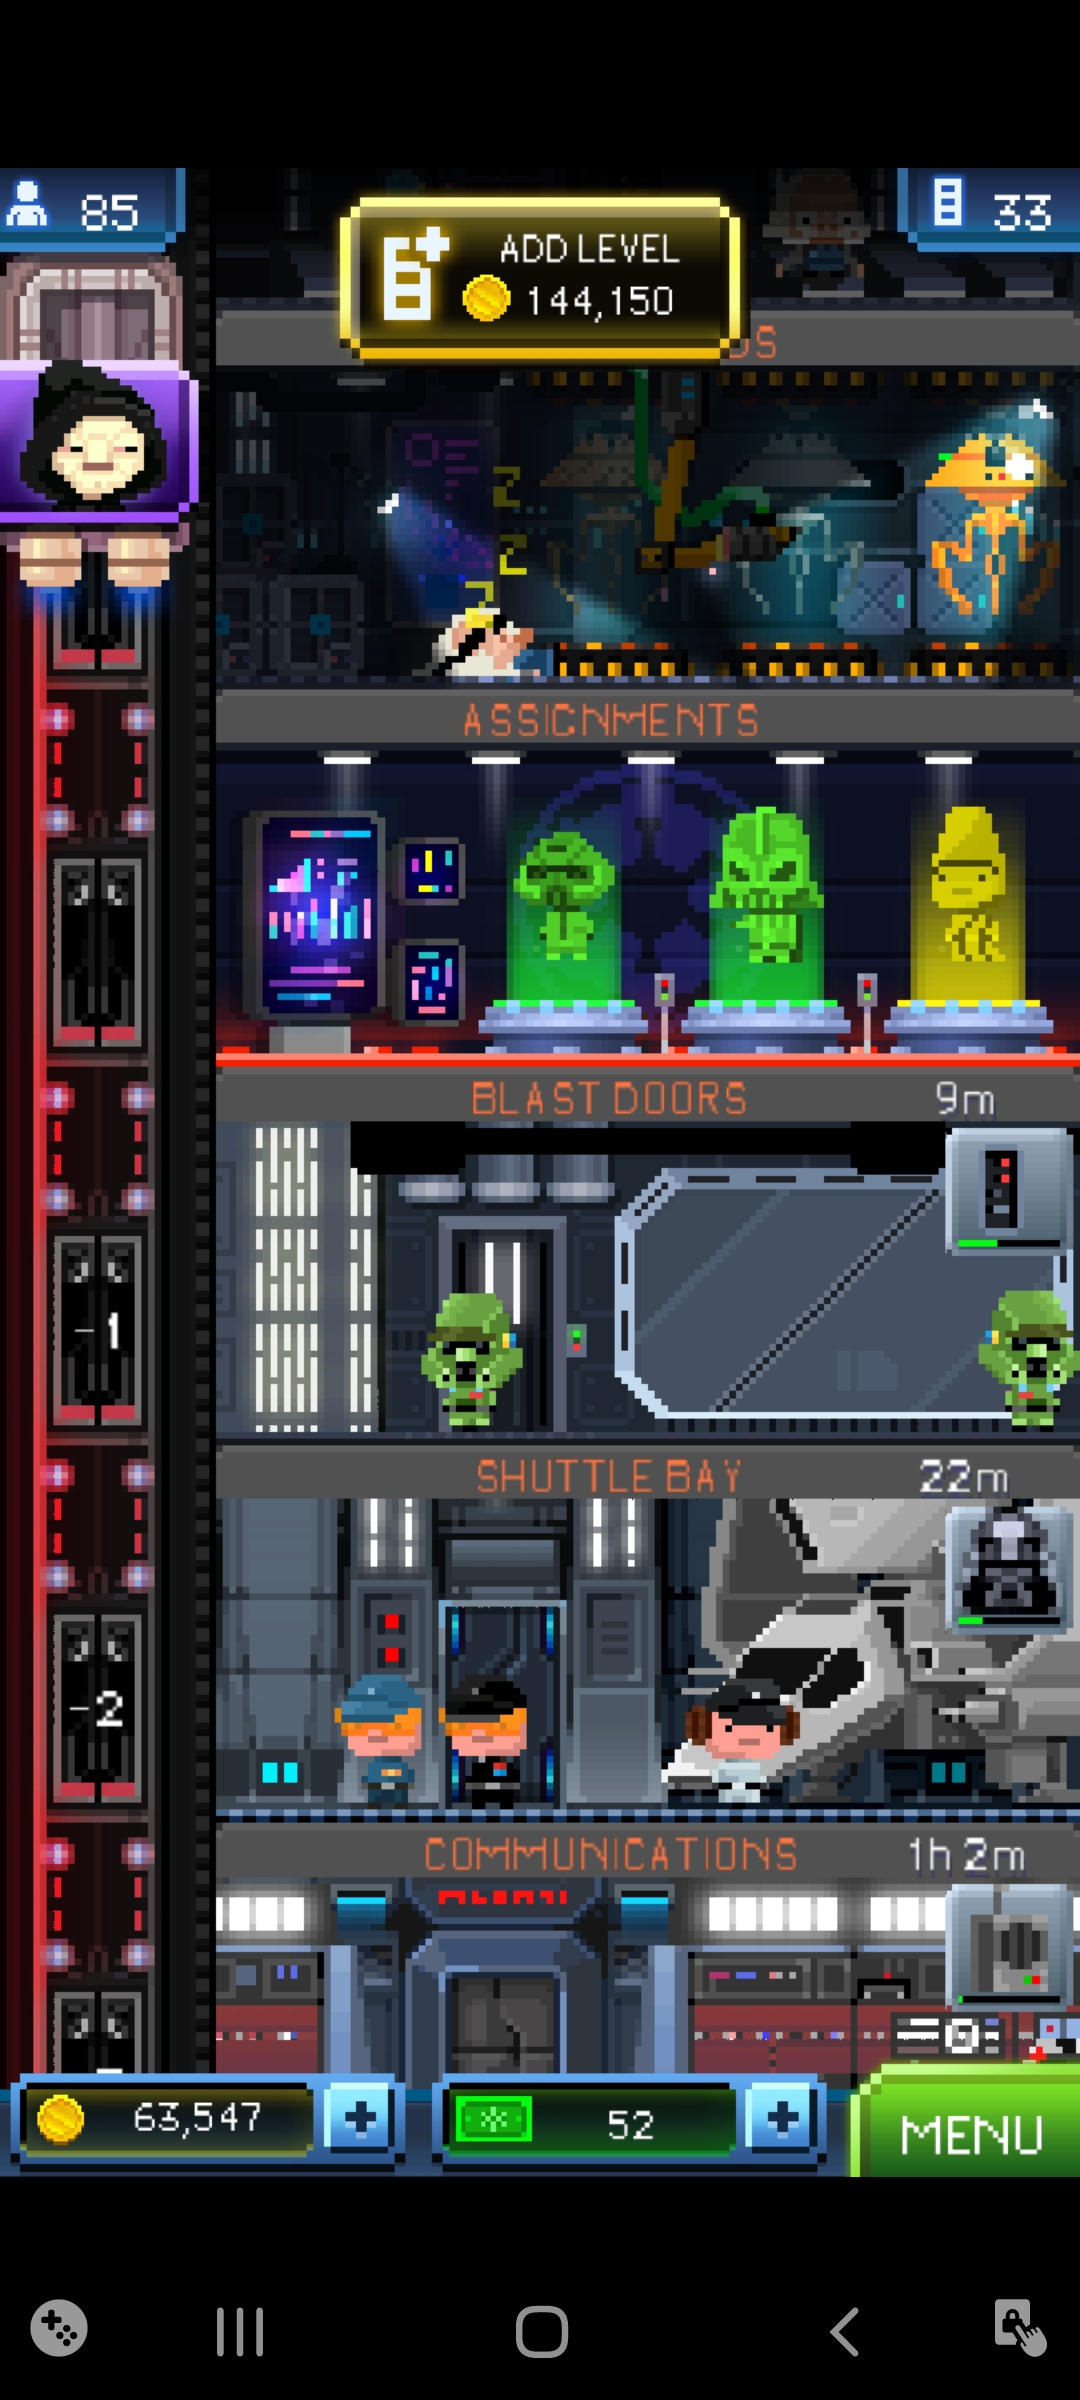 85
33
ADD LEVEL
144,150
DS
Z
Z
Z
ASSIGNMENTS
BLAST DOORS 9m
-1
SHUTTLE BAY 22m
-2
COMMUNICATIONS 1h 2m
63,547
52
MENU